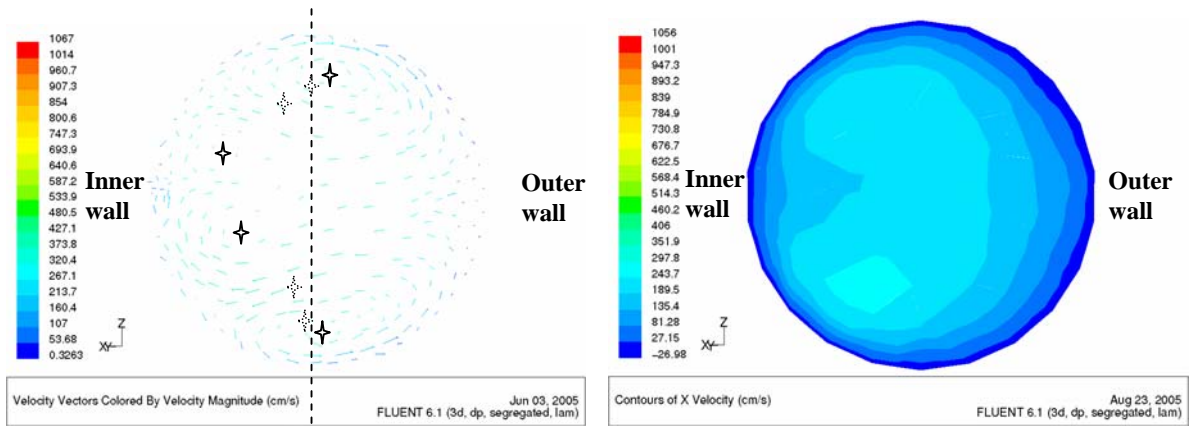 1067
1014
960.7
907.3
854
800.6
747.3
693.9
640.6
587.2
533.9
480.5
427.1
373.8
320.4
267.1
213.7
160.4
107
53.68
0.3263
Inner
wall
Outer
wall
Z
XY
Velocity Vectors Colored By Velocity Magnitude (cm/s)
Jun 03, 2005
FLUENT 6.1 (3d, dp, segregated, lam)
1056
1001
947.3
893.2
839
784.9
730.8
676.7
622.5
568.4
514.3
460.2
406
351.9
297.8
243.7
189.5
135.4
81.28
27.15
-26.98
Inner
wall
Outer
wall
Z
XY
Contours of X Velocity (cm/s)
Aug 23, 2005
FLUENT 6.1 (3d, dp, segregated, lam)